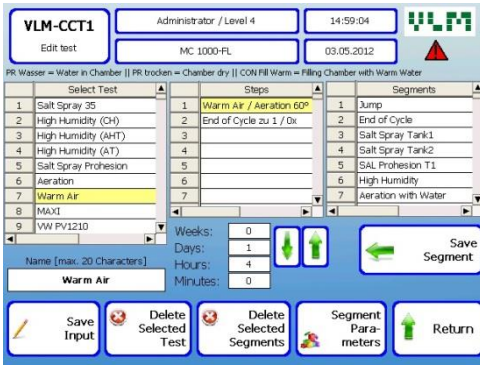 VLM-CCT1
Edit test
Administrator / Level 4
14:59:04
VLM
MC 1000-FL
03.05.2012
PR Wasser = Water in Chamber || PR trocken = Chamber dry || CON Fill Warm = Filling Chamber with Warm Water
Select Test
1 Salt Spray 35
2 High Humidity (CH)
3 High Humidity (AHT)
4 High Humidity (AT)
5 Salt Spray Prohesion
6 Aeration
7 Warm Air
8 MAXI
9 VW PV1210
Steps
1 Warm Air / Aeration 60º
2 End of Cycle zu 1 / 0x
3
4
5
6
7
Segments
1 Jump
2 End of Cycle
3 Salt Spray Tank1
4 Salt Spray Tank2
5 SAL Prohesion T1
6 High Humidity
7 Aeration with Water
Name [max. 20 Characters]
Warm Air
Weeks: 0
Days: 1
Hours: 4
Minutes: 0
Save
Segment
Save
Input
Delete
Selected
Test
Delete
Selected
Segments
Segment
Para-
meters
Return